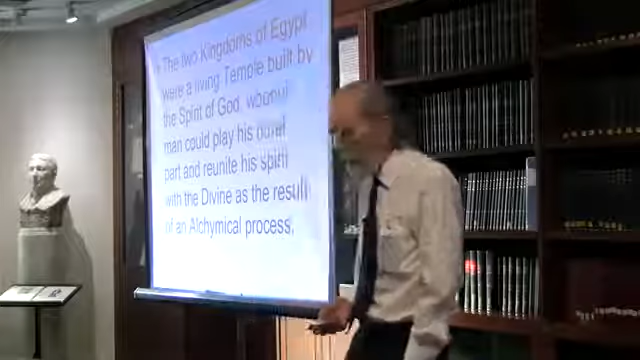 The two Kingdoms of Egypt
were a living Temple built by
the Spirit of God, whereat
man could play his
part and reunite his spirit
with the Divine as the result
of an Alchymical process.